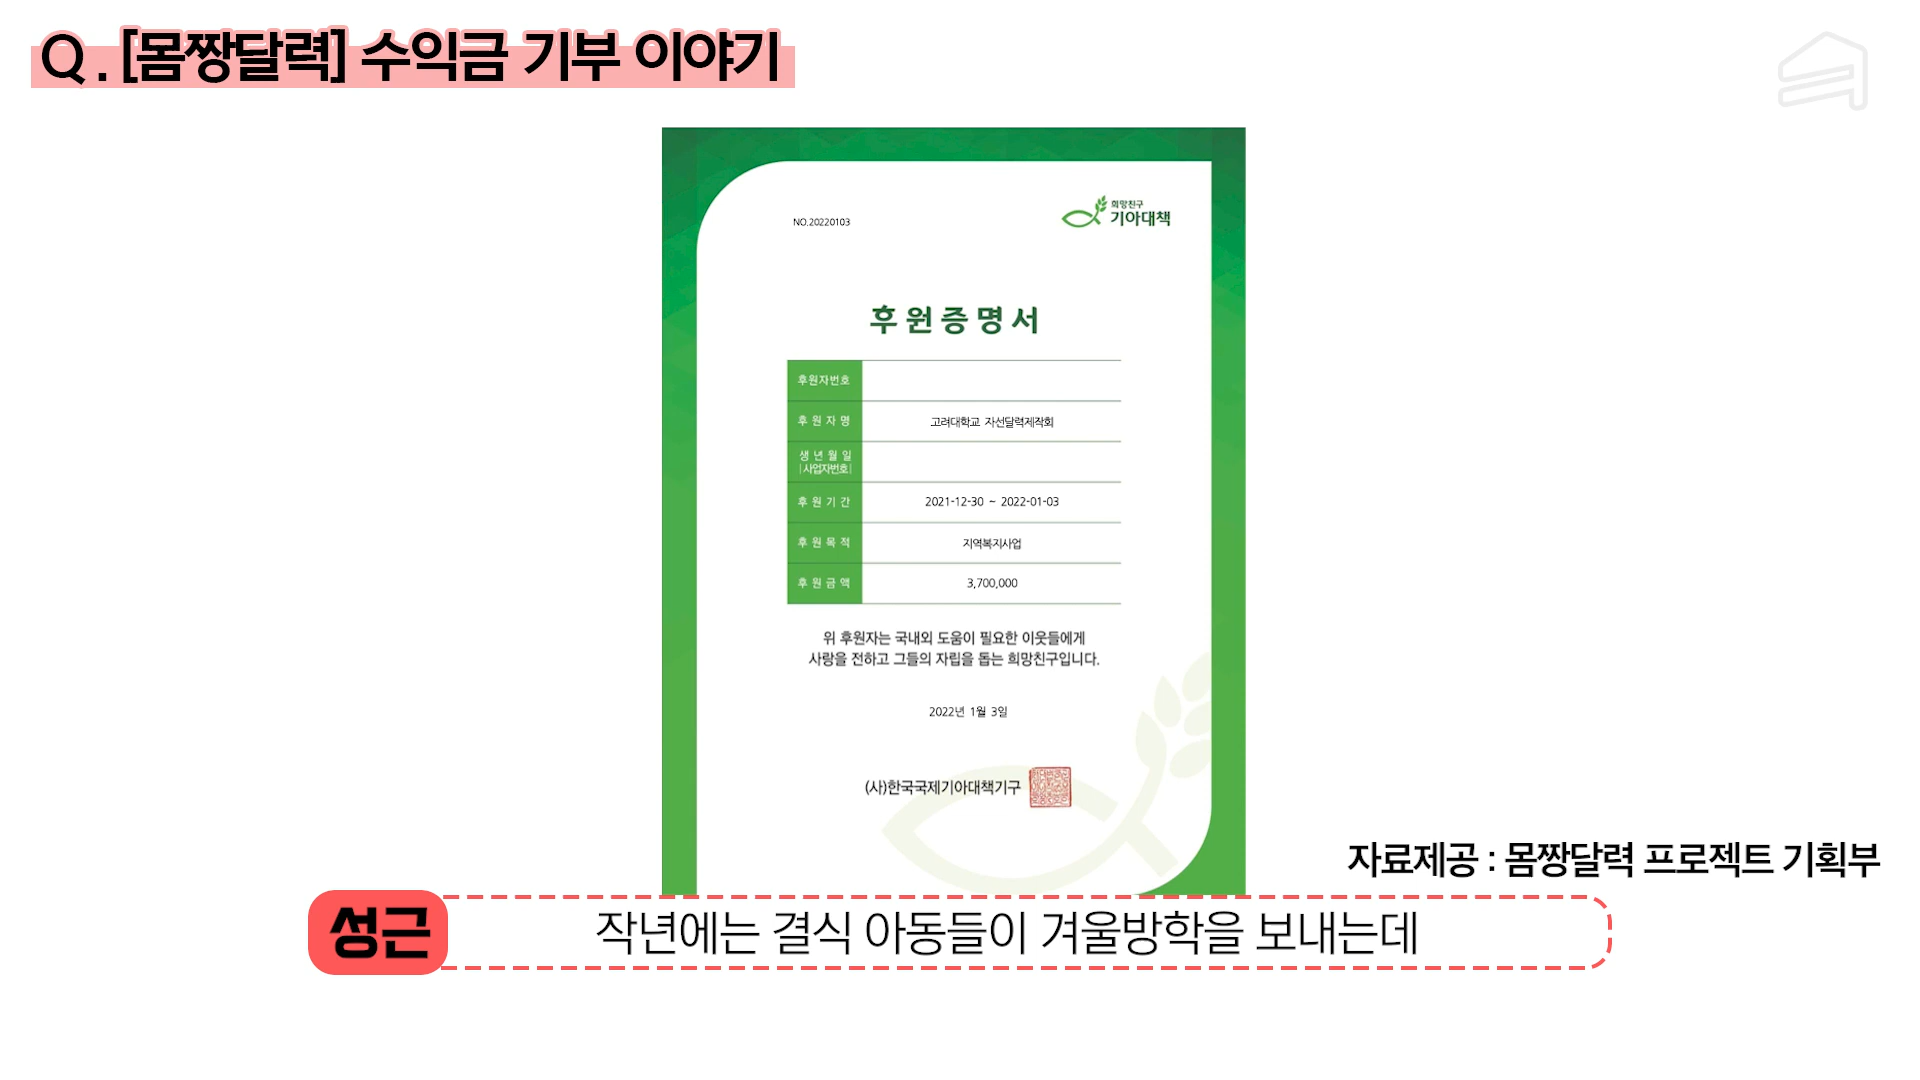 Q . [몸짱달력] 수익금 기부 이야기
NO.20220103
희망친구
기아대책
후원증명서
후원자번호
후원자명 고려대학교 자선달력제작회
생년월일
|사업자번호|
후원기간 2021-12-30 ~ 2022-01-03
후원목적 지역복지사업
후원금액 3,700,000
위 후원자는 국내외 도움이 필요한 이웃들에게
사랑을 전하고 그들의 자립을 돕는 희망친구입니다.
2022년 1월 3일
(사)한국국제기아대책기구
자료제공 : 몸짱달력 프로젝트 기획부
성근 작년에는 결식 아동들이 겨울방학을 보내는데